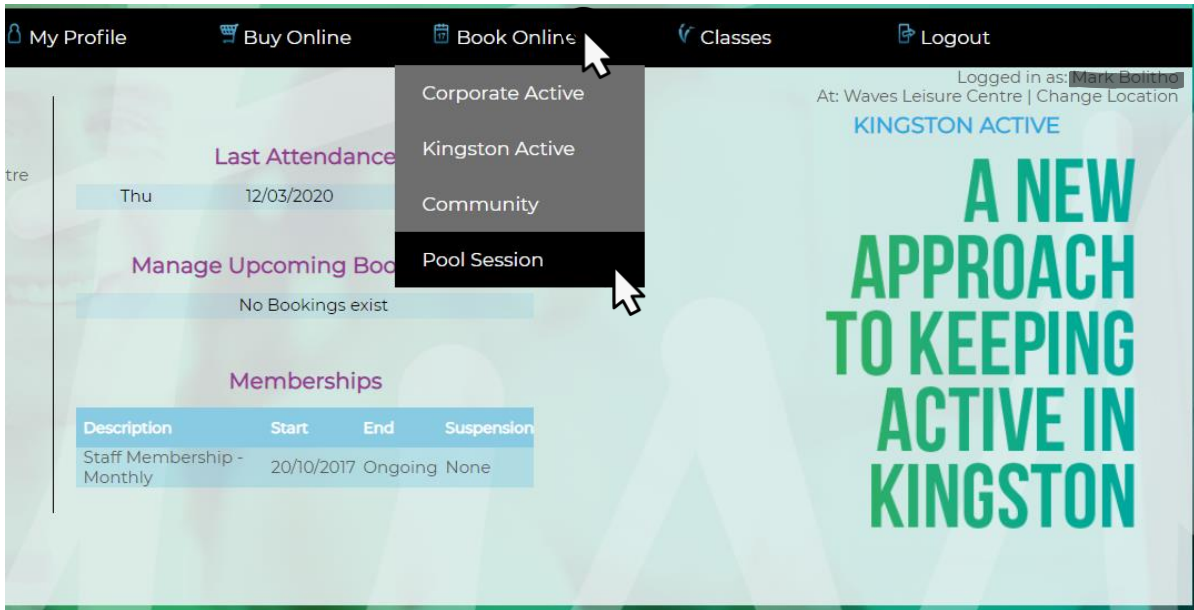 My Profile
Buy Online
Book Online
Classes
Logout
Logged in as:
At: Waves Leisure Centre | Change Location
Corporate Active
Kingston Active
Community
Pool Session
tre
Last Attendance
Thu 12/03/2020
Manage Upcoming Boo
No Bookings exist
Memberships
Description Start End Suspension
Staff Membership -
Monthly 20/10/2017 Ongoing None
KINGSTON ACTIVE
A NEW
APPROACH
TO KEEPING
ACTIVE IN
KINGSTON